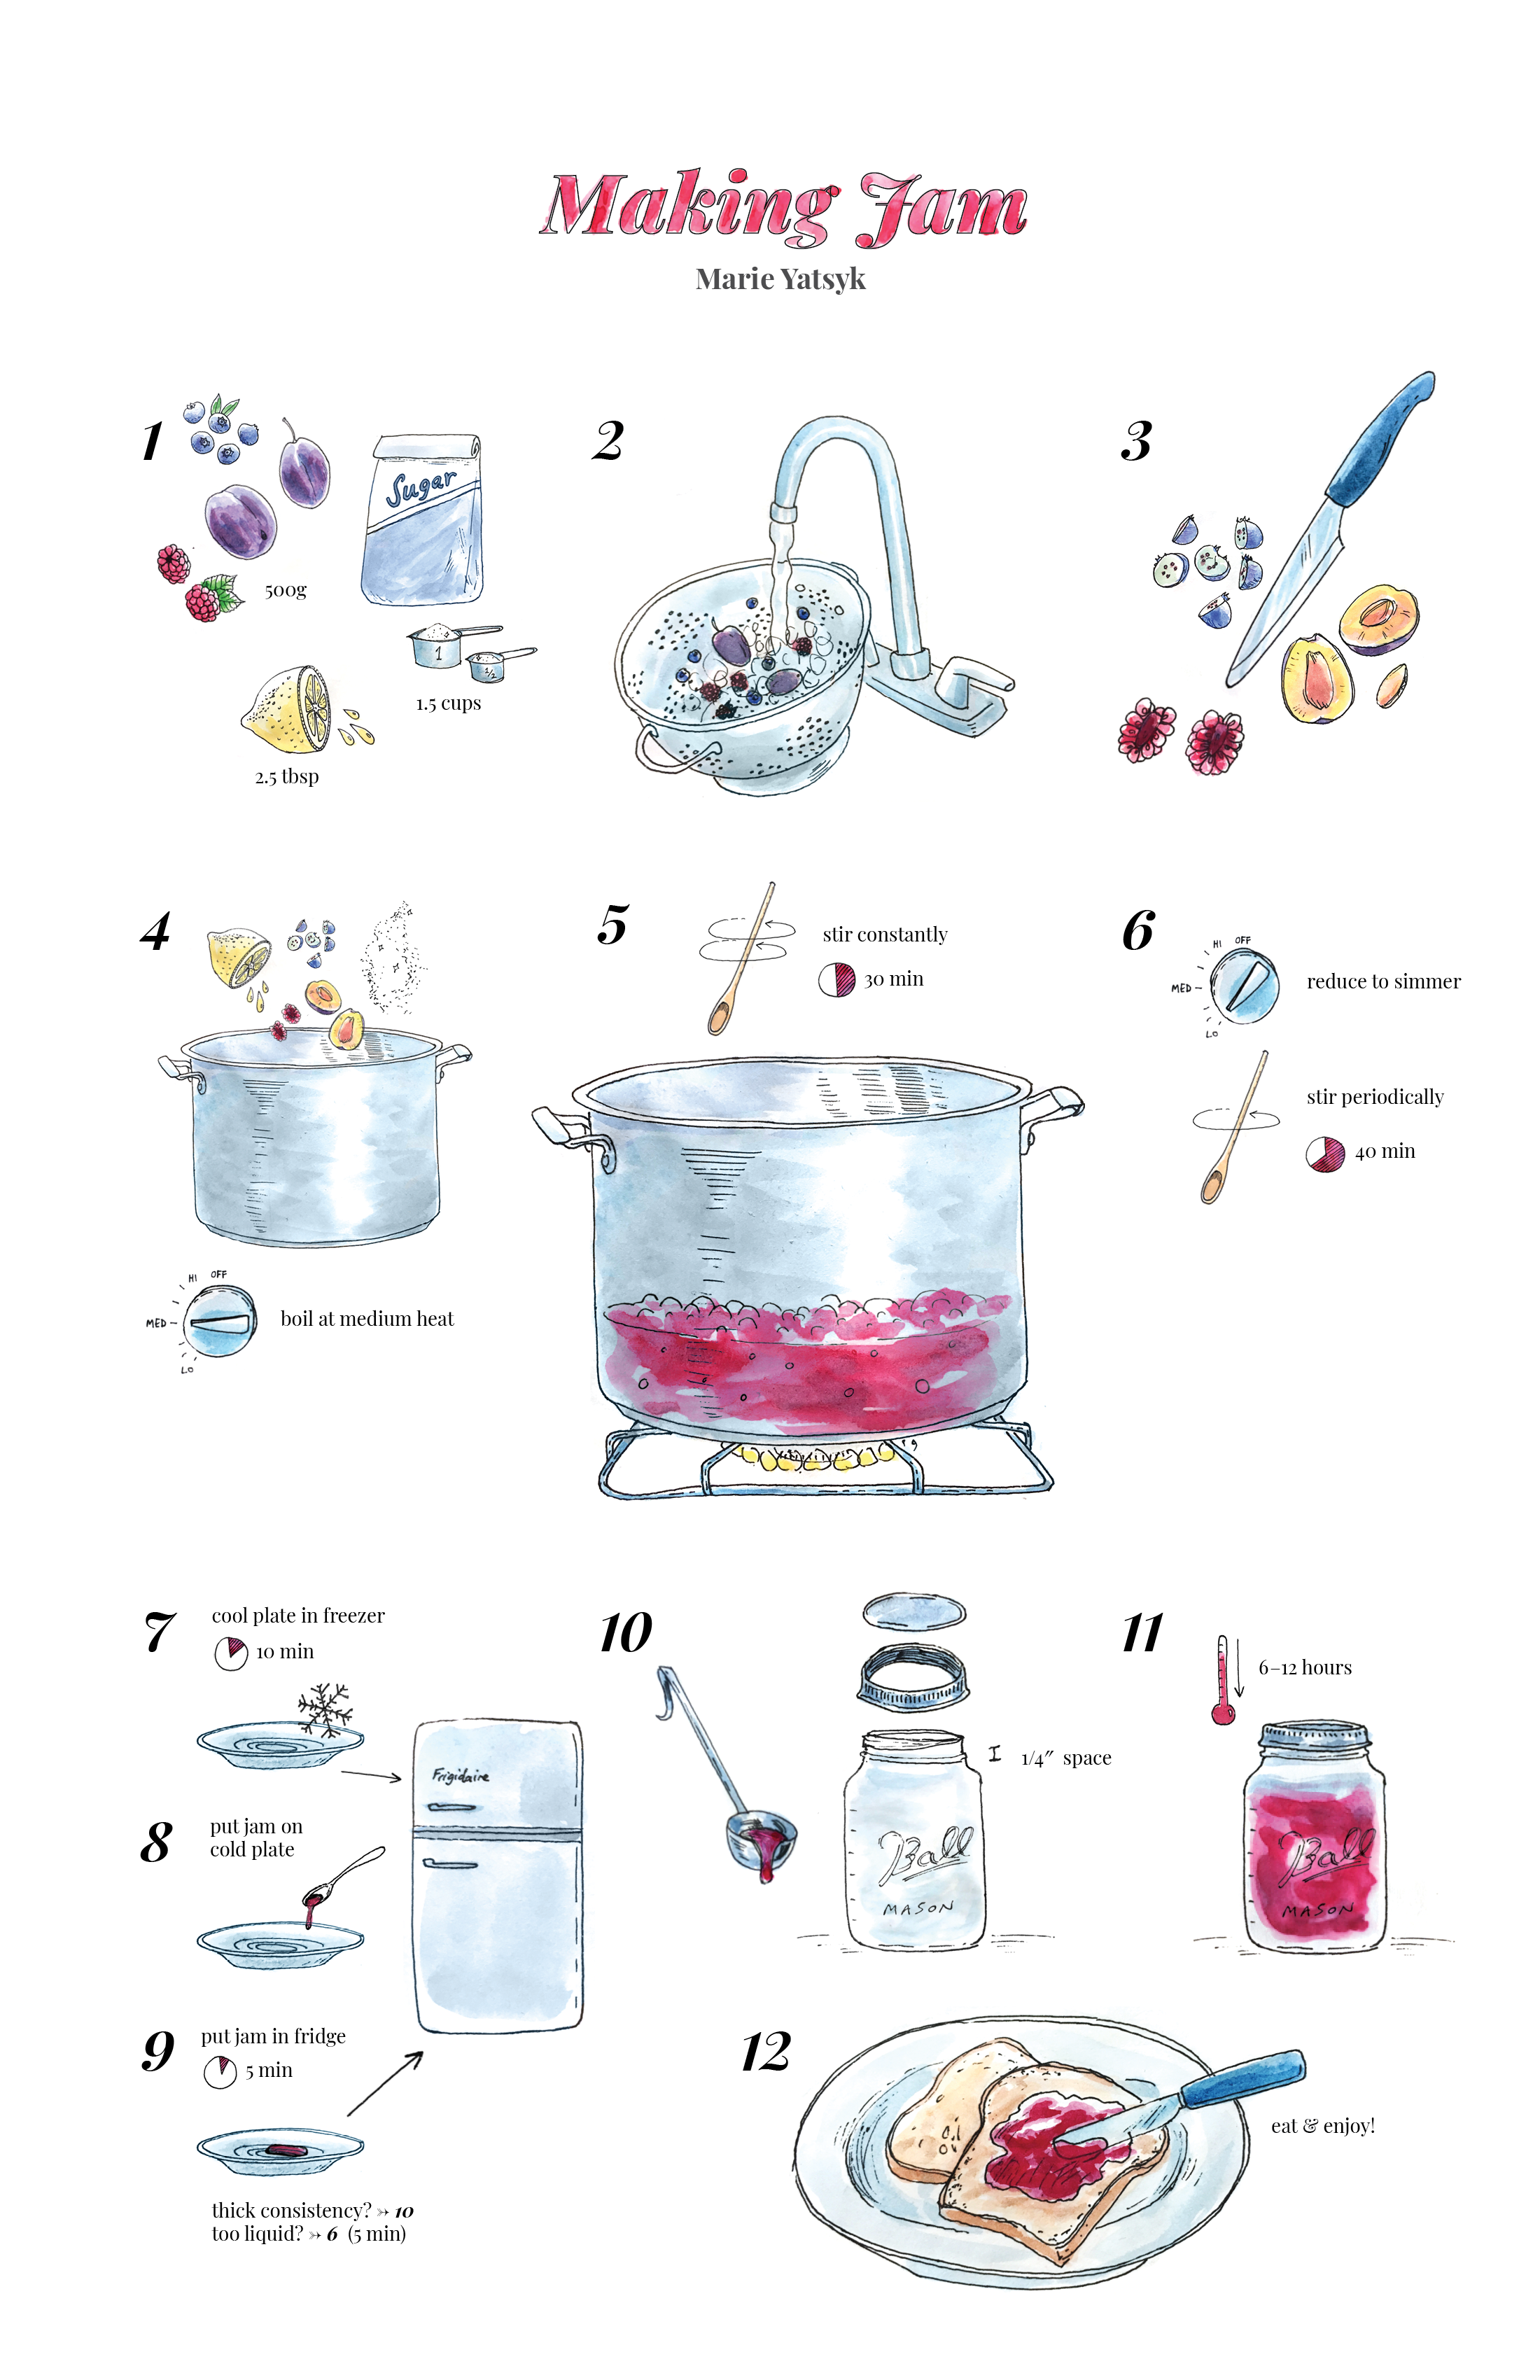 Making Jam
Marie Yatsyk
1
Sugar
500g
1
1/2
1.5 cups
2.5 tbsp
2
3
4
HI OFF
MED
LO
boil at medium heat
5
stir constantly
30 min
6
HI OFF
MED
LO
reduce to simmer
stir periodically
40 min
7
cool plate in freezer
10 min
Frigidaire
8
put jam on
cold plate
9
put jam in fridge
5 min
thick consistency? ➳ 10
too liquid? ➳ 6 (5 min)
10
1/4″ space
Ball
MASON
11
6–12 hours
Ball
MASON
12
eat & enjoy!